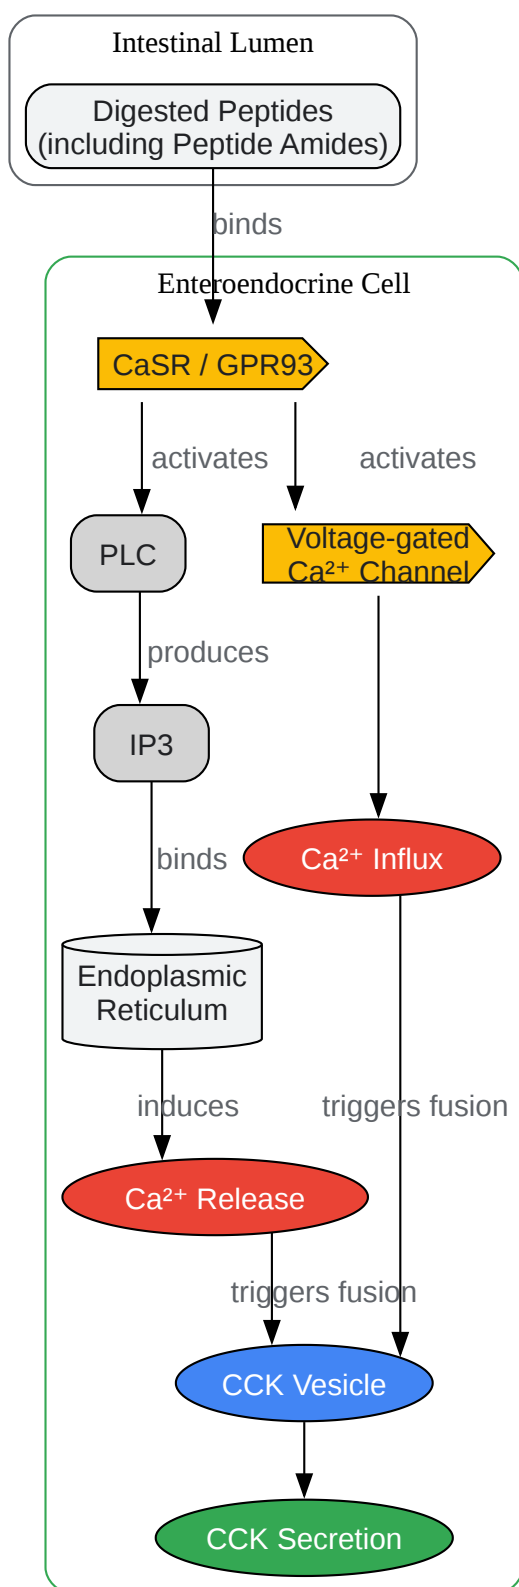 Intestinal Lumen
Digested Peptides
(including Peptide Amides)
binds
Enteroendocrine Cell
CaSR / GPR93
activates
activates
PLC
Voltage-gated
Ca²⁺ Channel
produces
IP3
binds
Ca²⁺ Influx
Endoplasmic
Reticulum
induces
triggers fusion
Ca²⁺ Release
triggers fusion
CCK Vesicle
CCK Secretion